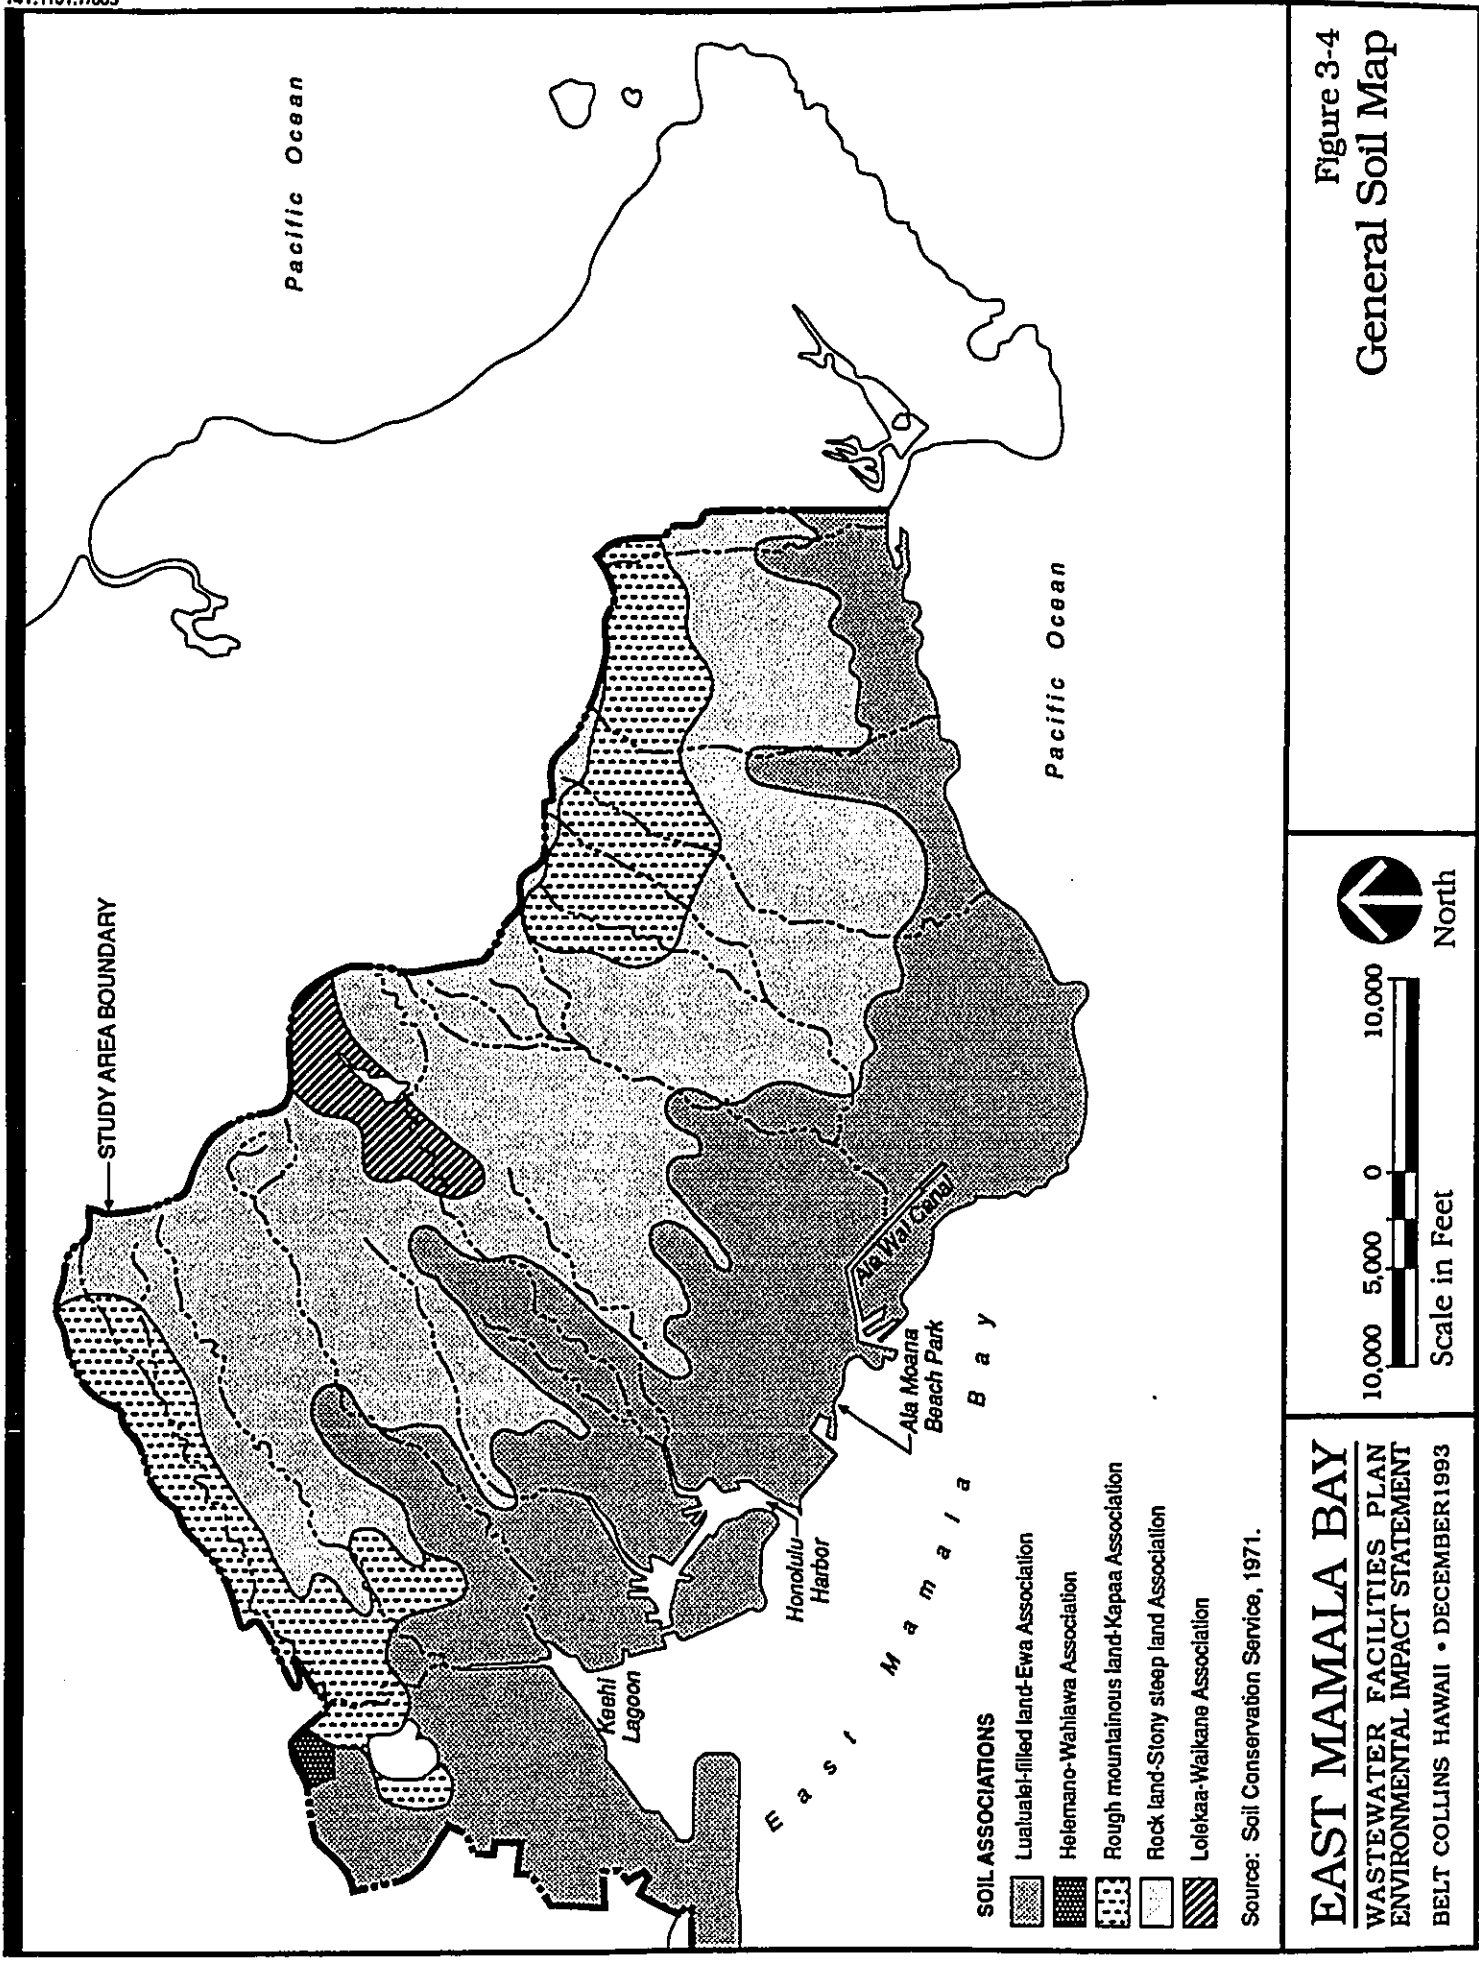 Pacific Ocean
STUDY AREA BOUNDARY
Pacific Ocean
Ala Wai Canal
Ala Moana
Beach Park
Honolulu
Harbor
Keehi
Lagoon
East Mamala Bay
SOIL ASSOCIATIONS
Lualualei-filled land-Ewa Association
Helemano-Wahiawa Association
Rough mountainous land-Kapaa Association
Rock land-Stony steep land Association
Lolekaa-Waikane Association
Source: Soil Conservation Service, 1971.
EAST MAMALA BAY
WASTEWATER FACILITIES PLAN
ENVIRONMENTAL IMPACT STATEMENT
BELT COLLINS HAWAII • DECEMBER 1993
10,000 5,000 0 10,000
Scale in Feet
North
Figure 3-4
General Soil Map